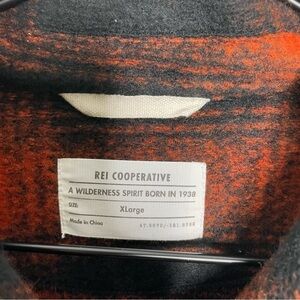 REI COOPERATIVE
A WILDERNESS SPIRIT BORN IN 1938
SIZE: XLarge
Made in China